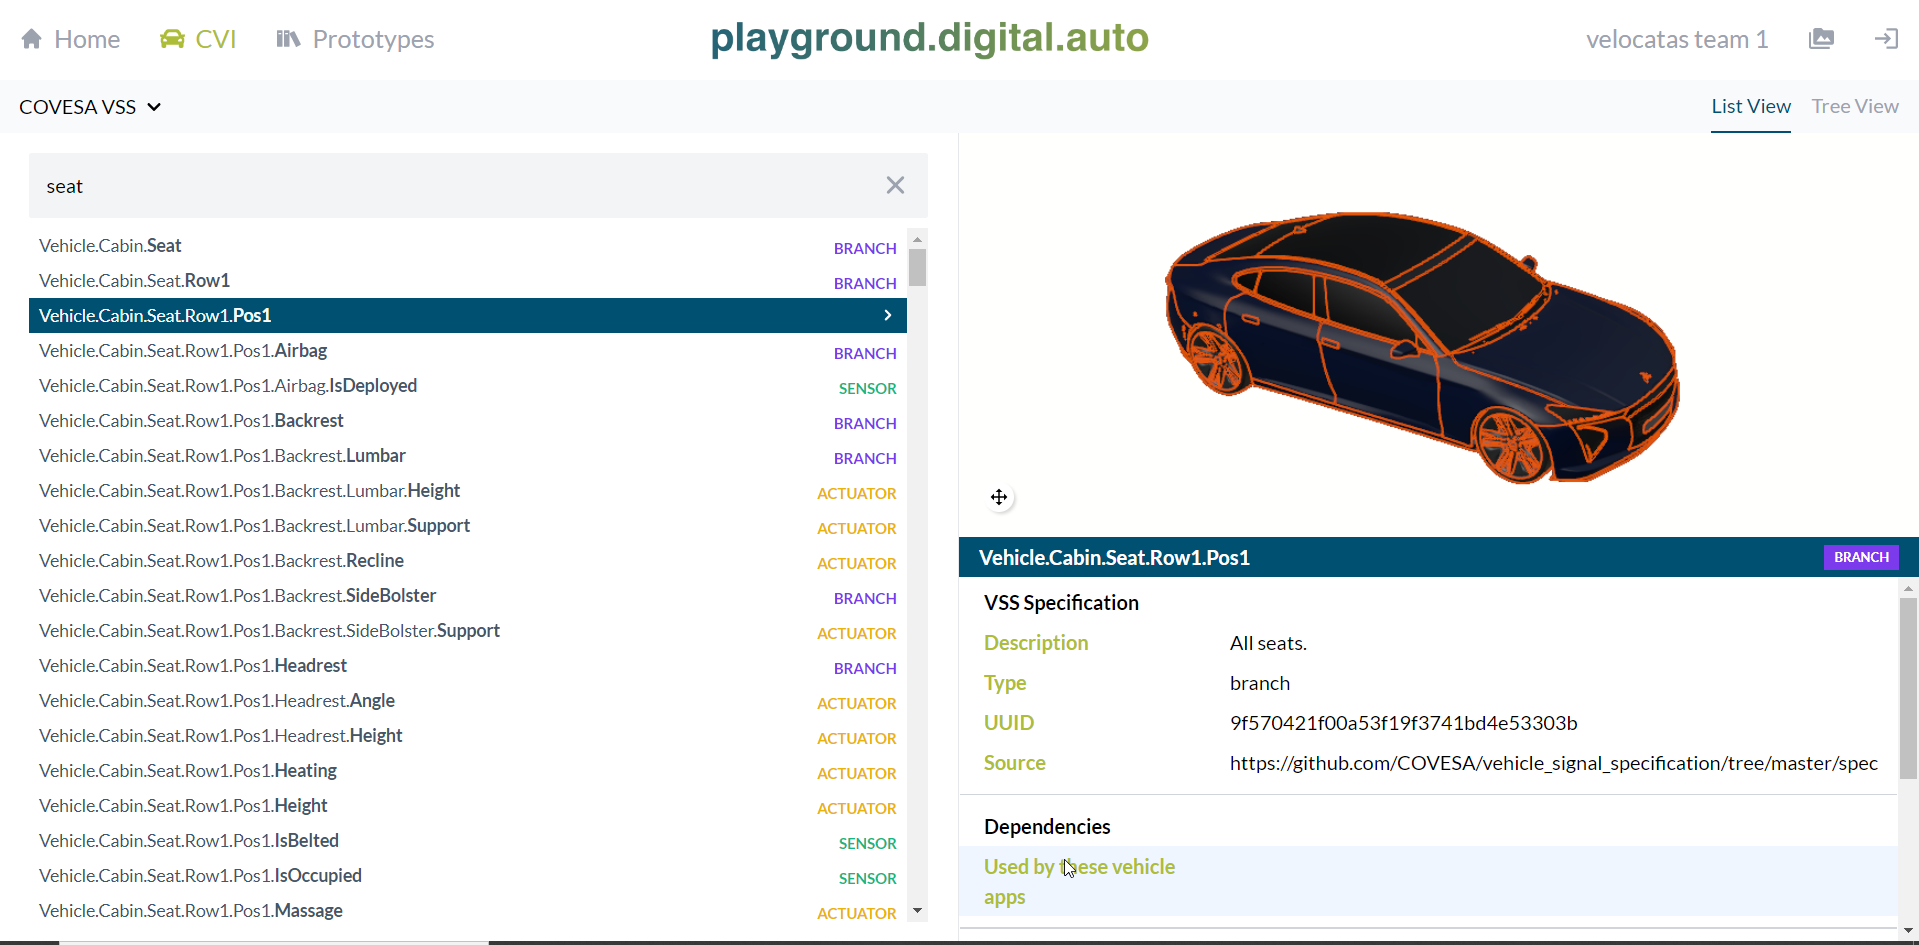 Home
CVI
Prototypes
playground.digital.auto
velocatas team 1
COVESA VSS
List View
Tree View
seat
Vehicle.Cabin.Seat BRANCH
Vehicle.Cabin.Seat.Row1 BRANCH
Vehicle.Cabin.Seat.Row1.Pos1
Vehicle.Cabin.Seat.Row1.Pos1.Airbag BRANCH
Vehicle.Cabin.Seat.Row1.Pos1.Airbag.IsDeployed SENSOR
Vehicle.Cabin.Seat.Row1.Pos1.Backrest BRANCH
Vehicle.Cabin.Seat.Row1.Pos1.Backrest.Lumbar BRANCH
Vehicle.Cabin.Seat.Row1.Pos1.Backrest.Lumbar.Height ACTUATOR
Vehicle.Cabin.Seat.Row1.Pos1.Backrest.Lumbar.Support ACTUATOR
Vehicle.Cabin.Seat.Row1.Pos1.Backrest.Recline ACTUATOR
Vehicle.Cabin.Seat.Row1.Pos1.Backrest.SideBolster BRANCH
Vehicle.Cabin.Seat.Row1.Pos1.Backrest.SideBolster.Support ACTUATOR
Vehicle.Cabin.Seat.Row1.Pos1.Headrest BRANCH
Vehicle.Cabin.Seat.Row1.Pos1.Headrest.Angle ACTUATOR
Vehicle.Cabin.Seat.Row1.Pos1.Headrest.Height ACTUATOR
Vehicle.Cabin.Seat.Row1.Pos1.Heating ACTUATOR
Vehicle.Cabin.Seat.Row1.Pos1.Height ACTUATOR
Vehicle.Cabin.Seat.Row1.Pos1.IsBelted SENSOR
Vehicle.Cabin.Seat.Row1.Pos1.IsOccupied SENSOR
Vehicle.Cabin.Seat.Row1.Pos1.Massage ACTUATOR
Vehicle.Cabin.Seat.Row1.Pos1 BRANCH
VSS Specification
Description All seats.
Type branch
UUID 9f570421f00a53f19f3741bd4e53303b
Source https://github.com/COVESA/vehicle_signal_specification/tree/master/spec
Dependencies
Used by these vehicle
apps